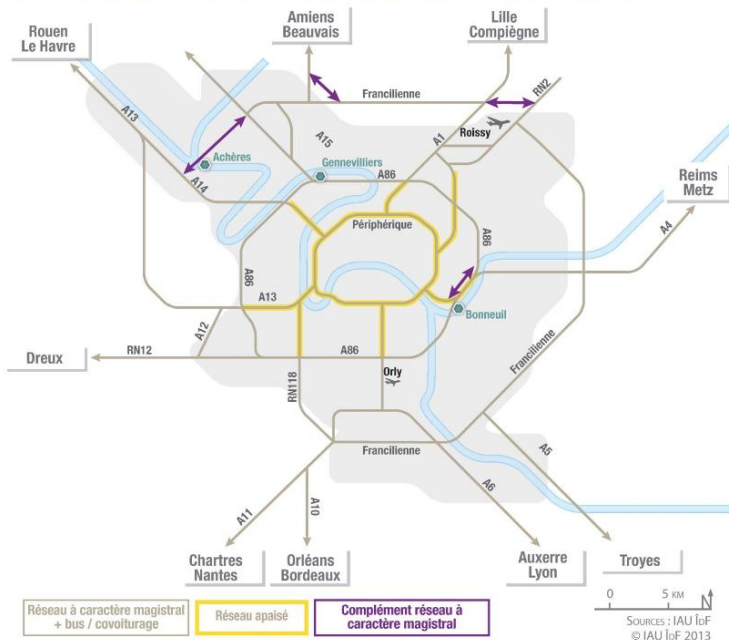 Amiens
Beauvais
Lille
Compiègne
Rouen
Le Havre
Francilienne
RN2
A13
A15
A1
Roissy
Achères
Gennevilliers
A14
A86
Reims
Metz
Périphérique
A86
A4
A86
A13
Bonneuil
A12
Francilienne
Dreux
RN12
A86
Orly
RN118
Francilienne
A5
A6
A11
A10
Chartres
Nantes
Orléans
Bordeaux
Auxerre
Lyon
Troyes
Réseau à caractère magistral
+ bus / covoiturage
Réseau apaisé
Complément réseau à
caractère magistral
0 5 KM
N
SOURCES : IAU ÎDF
© IAU ÎDF 2013